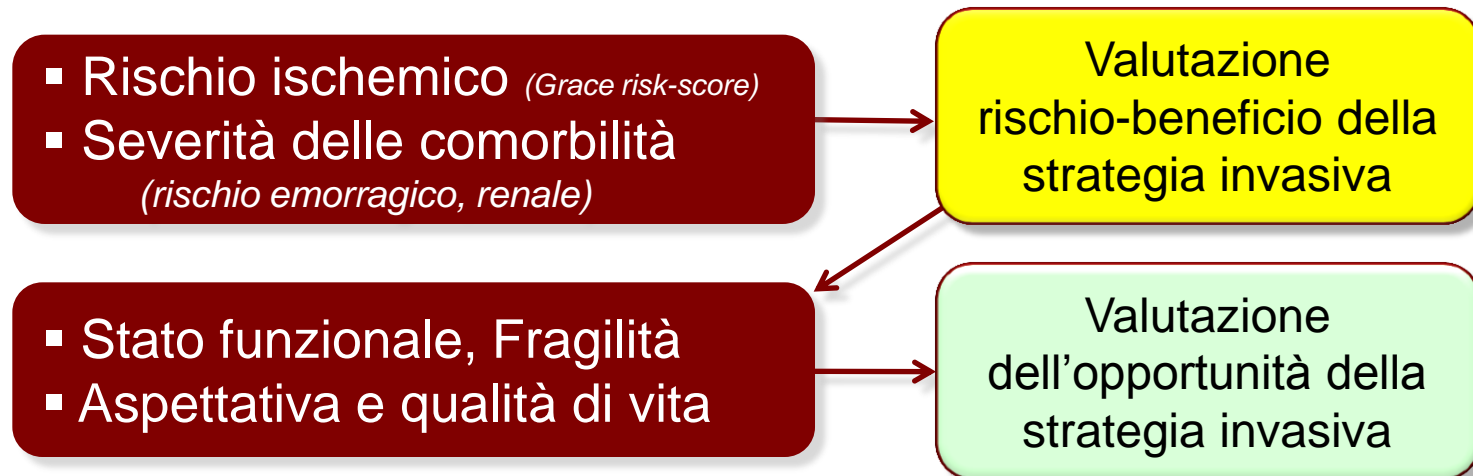 ▪ Rischio ischemico (Grace risk-score)
▪ Severità delle comorbilità
(rischio emorragico, renale)
Valutazione
rischio-beneficio della
strategia invasiva
▪ Stato funzionale, Fragilità
▪ Aspettativa e qualità di vita
Valutazione
dell’opportunità della
strategia invasiva